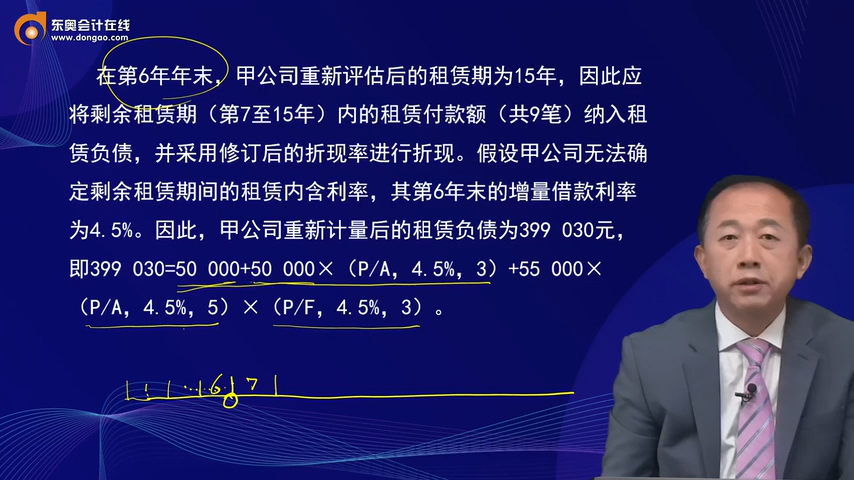 东奥会计在线
www.dongao.com
在第6年年末，甲公司重新评估后的租赁期为15年，因此应
将剩余租赁期（第7至15年）内的租赁付款额（共9笔）纳入租
赁负债，并采用修订后的折现率进行折现。假设甲公司无法确
定剩余租赁期间的租赁内含利率，其第6年末的增量借款利率
为4.5%。因此，甲公司重新计量后的租赁负债为399 030元，
即399 030=50 000+50 000×（P/A，4.5%，3）+55 000×
（P/A，4.5%，5）×（P/F，4.5%，3）。
6 7